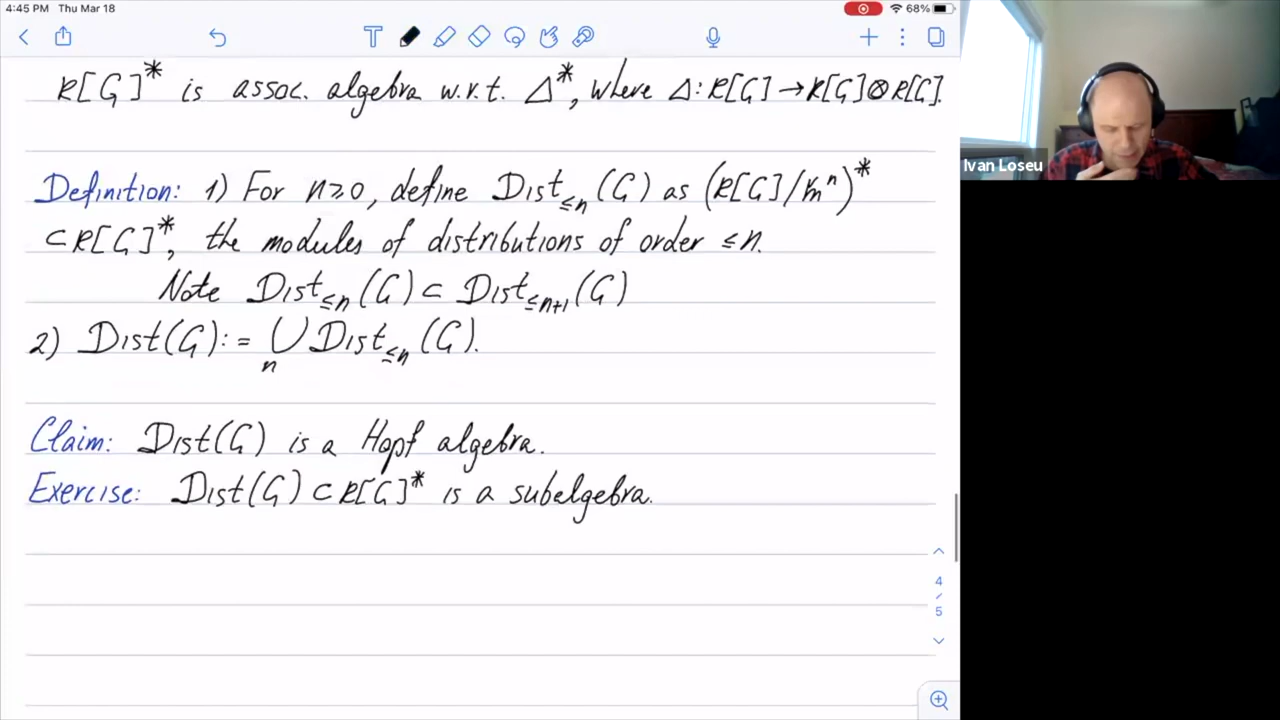 4:45 PM Thu Mar 18
68%
R[G]* is assoc. algebra w.r.t. Δ*, where Δ: R[G] → R[G]⊗R[G].
Definition: 1) For n≥0, define Dist≤n(G) as (R[G]/𝔪ⁿ)*
⊂ R[G]*, the modules of distributions of order ≤n.
Note Dist≤n(G) ⊂ Dist≤n+1(G)
2) Dist(G) := ⋃ₙ Dist≤n(G).
Claim: Dist(G) is a Hopf algebra.
Exercise: Dist(G) ⊂ R[G]* is a subalgebra.
4
/
5
Ivan Loseu